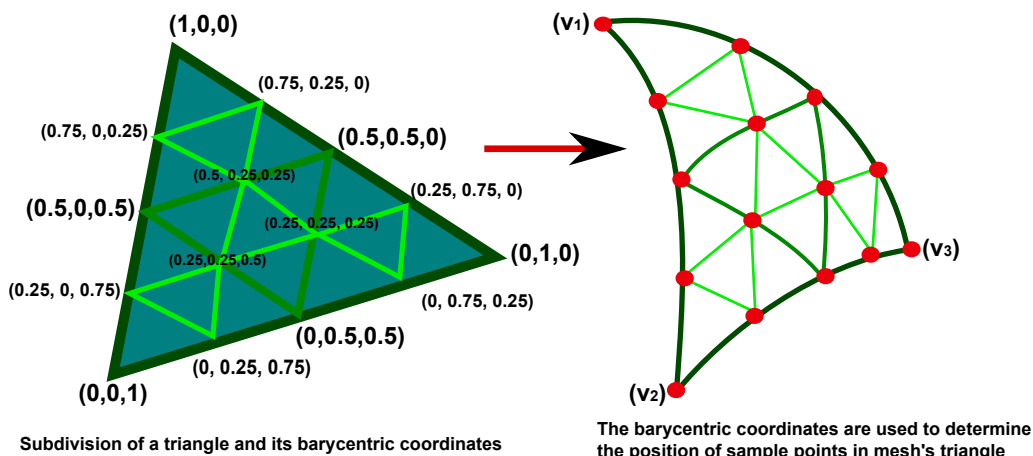 (1,0,0)
(v₁)
(0.75, 0.25, 0)
(0.75, 0,0.25)
(0.5,0.5,0)
(0.5, 0.25,0.25)
(0.25, 0.75, 0)
(0.5,0,0.5)
(0.25, 0.25, 0.25)
(0,1,0)
(v₃)
(0.25,0.25,0.5)
(0.25, 0, 0.75)
(0, 0.75, 0.25)
(0,0.5,0.5)
(0, 0.25, 0.75)
(0,0,1)
(v₂)
Subdivision of a triangle and its barycentric coordinates
The barycentric coordinates are used to determine
the position of sample points in mesh's triangle